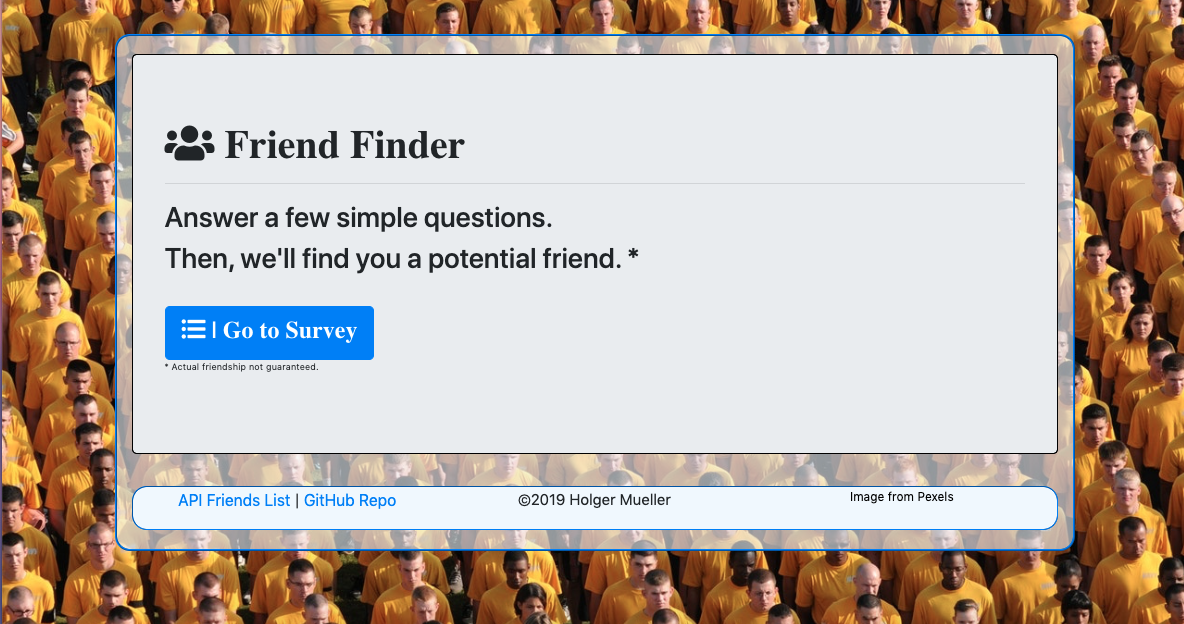 Friend Finder
Answer a few simple questions.
Then, we'll find you a potential friend. *
| Go to Survey
* Actual friendship not guaranteed.
API Friends List | GitHub Repo ©2019 Holger Mueller Image from Pexels